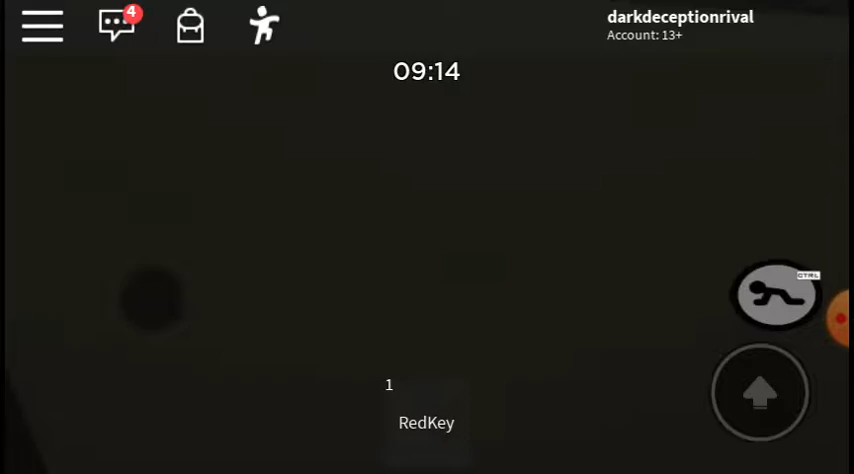 4
darkdeceptionrival
Account: 13+
09:14
CTRL
1
RedKey